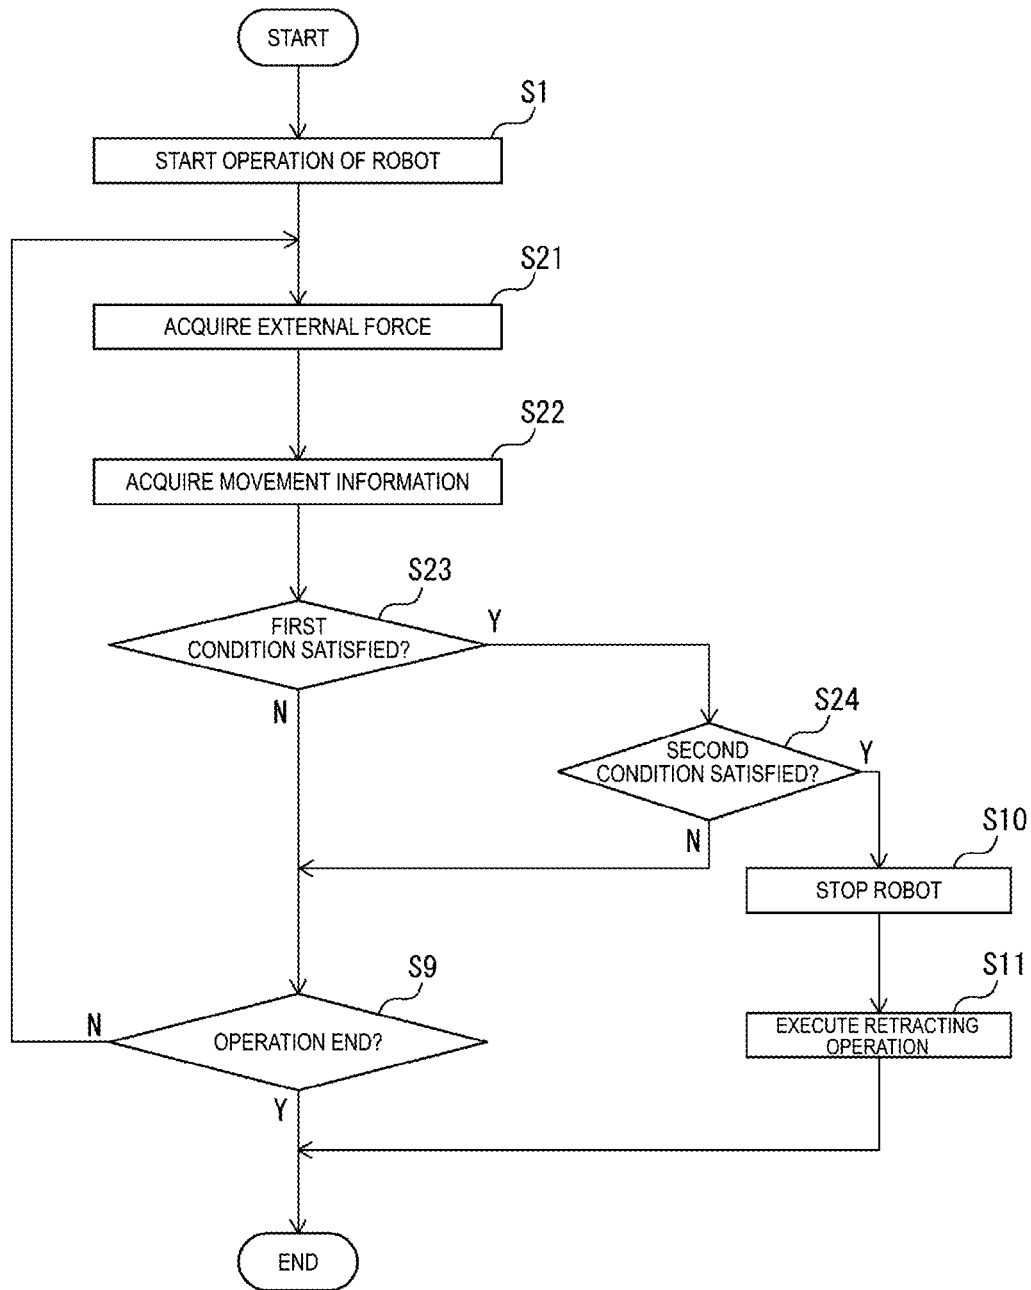 START
S1
START OPERATION OF ROBOT
S21
ACQUIRE EXTERNAL FORCE
S22
ACQUIRE MOVEMENT INFORMATION
S23
FIRST
CONDITION SATISFIED?
Y
N
S24
SECOND
CONDITION SATISFIED?
Y
N
S10
STOP ROBOT
S11
EXECUTE RETRACTING
OPERATION
S9
OPERATION END?
N
Y
END